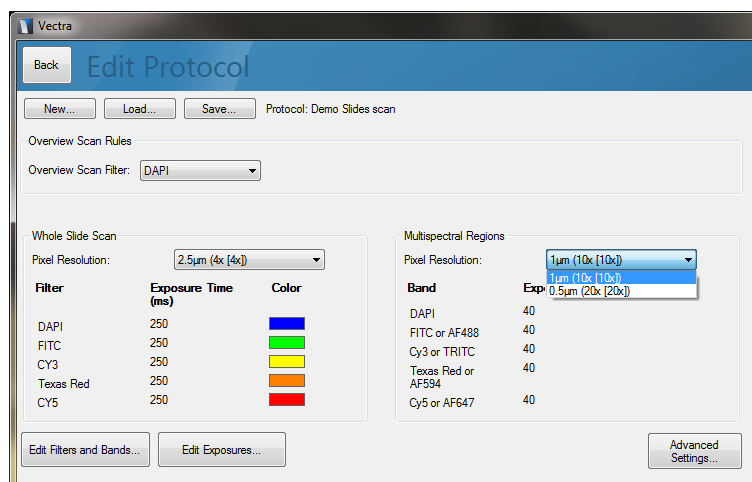 Vectra
Back
Edit Protocol
New... Load... Save... Protocol: Demo Slides scan
Overview Scan Rules
Overview Scan Filter: DAPI
Whole Slide Scan
Pixel Resolution: 2.5µm (4x [4x])
Filter Exposure Time (ms) Color
DAPI 250
FITC 250
CY3 250
Texas Red 250
CY5 250
Multispectral Regions
Pixel Resolution: 1µm (10x [10x])
1µm (10x [10x])
0.5µm (20x [20x])
Band Exp
DAPI 40
FITC or AF488 40
Cy3 or TRITC 40
Texas Red or 40
AF594
Cy5 or AF647 40
Edit Filters and Bands... Edit Exposures... Advanced Settings...